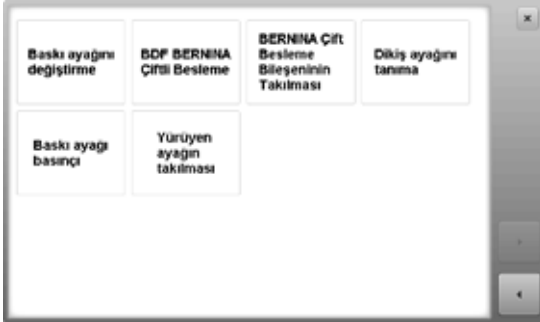 Baskı ayağını
değiştirme
BDF BERNINA
Çiftli Besleme
BERNINA Çift
Besleme
Bileşeninin
Takılması
Dikiş ayağını
tanıma
Baskı ayağı
basınçı
Yürüyen
ayağın
takılması